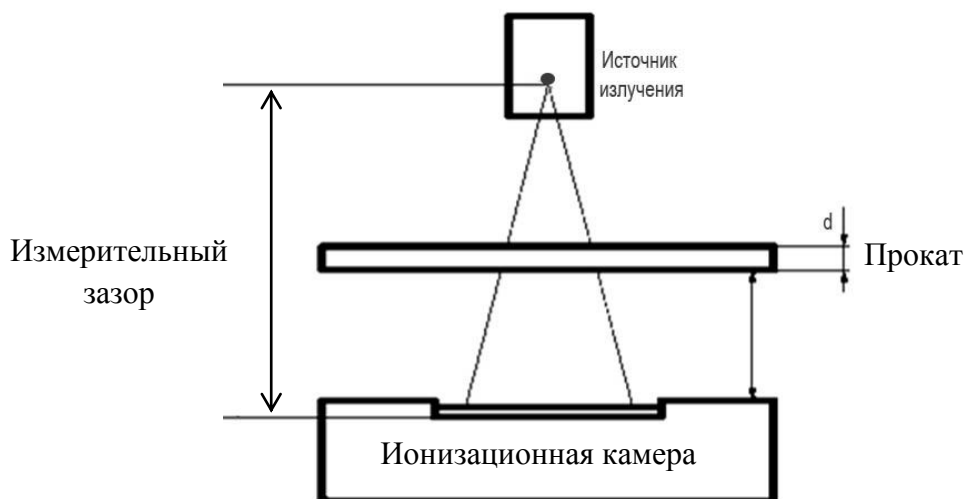 Источник
излучения
d
Измерительный
зазор
Прокат
Ионизационная камера